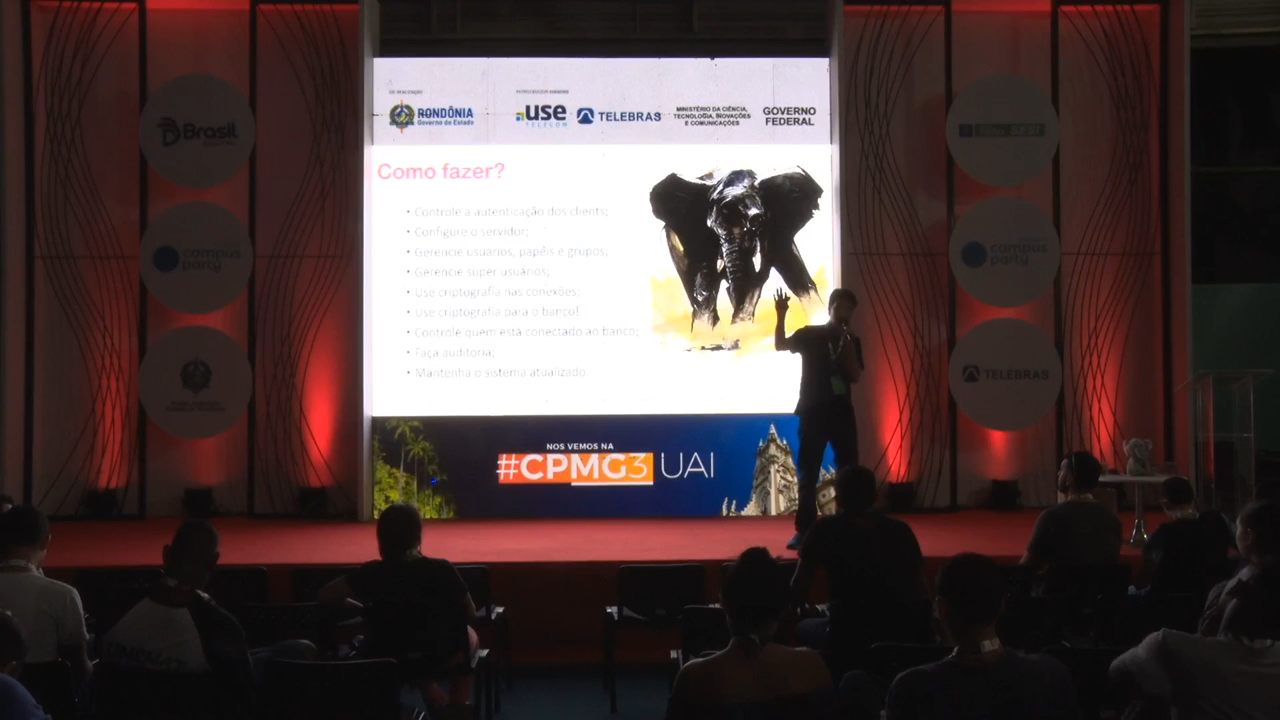 RONDÔNIA
Governo do Estado
USE
TELECOM
TELEBRAS
MINISTÉRIO DA CIÊNCIA,
TECNOLOGIA, INOVAÇÕES
E COMUNICAÇÕES
GOVERNO
FEDERAL
Como fazer?
• Controle a autenticação dos clients;
• Configure o servidor;
• Gerencie usuários, papéis e grupos;
• Gerencie super usuários;
• Use criptografia nas conexões;
• Use criptografia para o banco!
• Controle quem está conectado ao banco;
• Faça auditoria;
• Mantenha o sistema atualizado.
NOS VEMOS NA
#CPMG3 UAI
Brasil
campus
party
campus
party
TELEBRAS